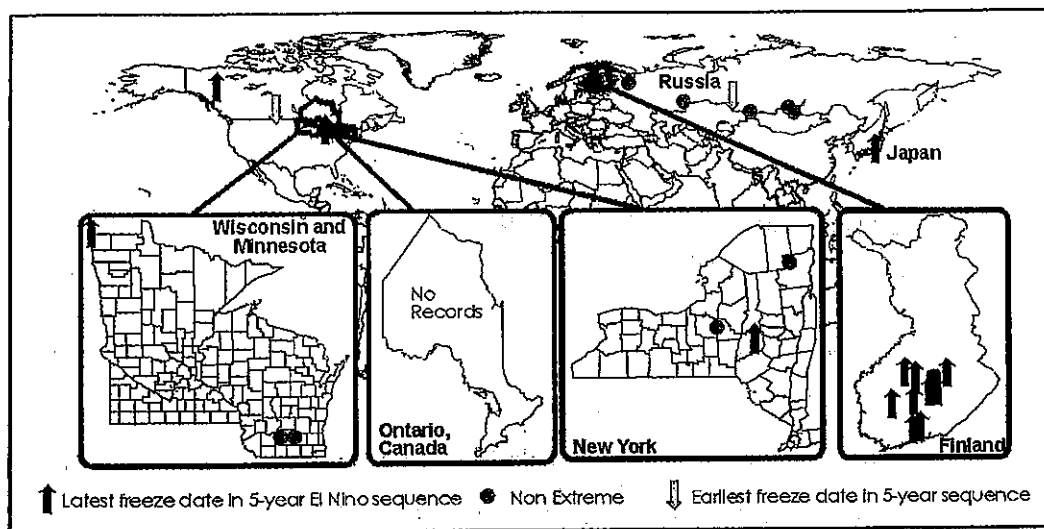 Russia
Japan
Wisconsin and
Minnesota
No
Records
Ontario,
Canada
New York
Finland
Latest freeze date in 5-year El Nino sequence
Non Extreme
Earliest freeze date in 5-year sequence